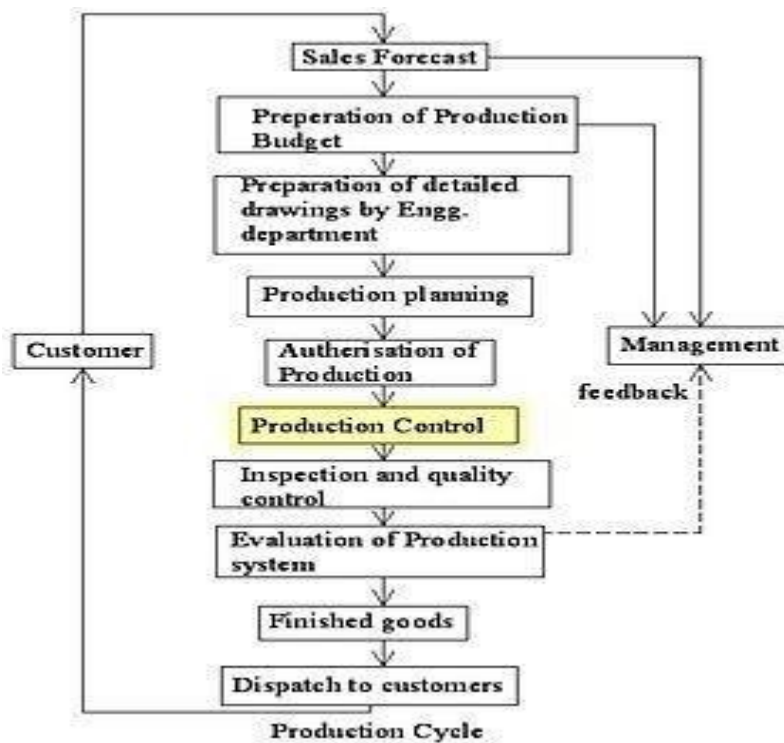 Sales Forecast
Preperation of Production
Budget
Preparation of detailed
drawings by Engg.
department
Production planning
Customer
Autherisation of
Production
Management
feedback
Production Control
Inspection and quality
control
Evaluation of Production
system
Finished goods
Dispatch to customers
Production Cycle